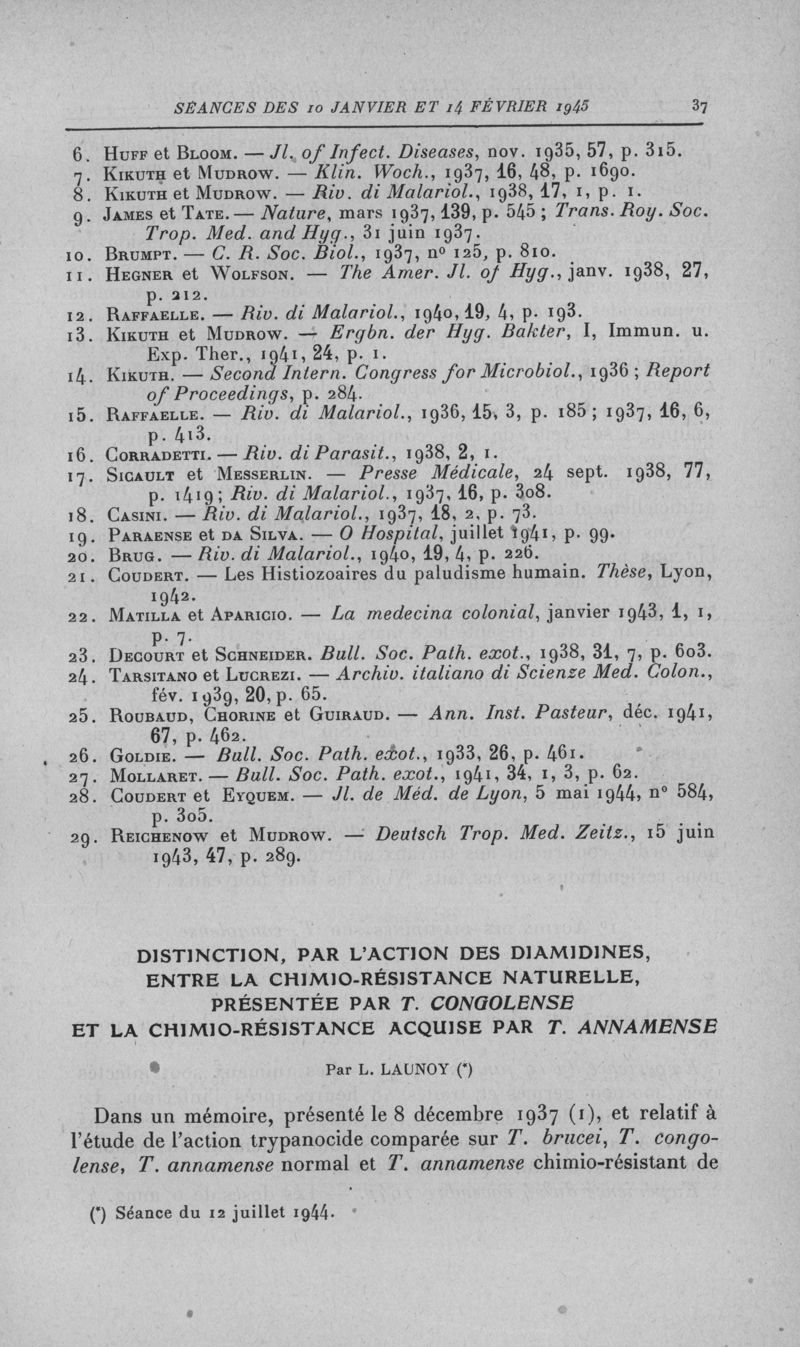 SÉANCES DES 10 JANVIER ET 14 FÉVRIER 1945 37
6. HUFF et BLOOM. — Jl. of Infect. Diseases, nov. 1935, 57, p. 315.
7. KIKUTH et MUDROW. — Klin. Woch., 1937, 16, 48, p. 1690.
8. KIKUTH et MUDROW. — Riv. di Malariol., 1938, 17, 1, p. 1.
9. JAMES et TATE. — Nature, mars 1937, 139, p. 545 ; Trans. Roy. Soc.
Trop. Med. and Hyg., 31 juin 1937.
10. BRUMPT. — C. R. Soc. Biol., 1937, nº 125, p. 810.
11. HEGNER et WOLFSON. — The Amer. Jl. of Hyg., janv. 1938, 27,
p. 212.
12. RAFFAELLE. — Riv. di Malariol., 1940, 19, 4, p. 193.
13. KIKUTH et MUDROW. — Ergbn. der Hyg. Bakter, I, Immun. u.
Exp. Ther., 1941, 24, p. 1.
14. KIKUTH. — Second Intern. Congress for Microbiol., 1936 ; Report
of Proceedings, p. 284.
15. RAFFAELLE. — Riv. di Malariol., 1936, 15, 3, p. 185 ; 1937, 16, 6,
p. 413.
16. CORRADETTI. — Riv. di Parasit., 1938, 2, 1.
17. SICAULT et MESSERLIN. — Presse Médicale, 24 sept. 1938, 77,
p. 1419 ; Riv. di Malariol., 1937, 16, p. 308.
18. CASINI. — Riv. di Malariol., 1937, 18, 2, p. 73.
19. PARAENSE et DA SILVA. — O Hospital, juillet 1941, p. 99.
20. BRUG. — Riv. di Malariol., 1940, 19, 4, p. 226.
21. COUDERT. — Les Histiozoaires du paludisme humain. Thèse, Lyon,
1942.
22. MATILLA et APARICIO. — La medecina colonial, janvier 1943, 1, 1,
p. 7.
23. DECOURT et SCHNEIDER. Bull. Soc. Path. exot., 1938, 31, 7, p. 603.
24. TARSITANO et LUCREZI. — Archiv. italiano di Scienze Med. Colon.,
fév. 1939, 20, p. 65.
25. ROUBAUD, CHORINE et GUIRAUD. — Ann. Inst. Pasteur, déc. 1941,
67, p. 462.
26. GOLDIE. — Bull. Soc. Path. exot., 1933, 26, p. 461.
27. MOLLARET. — Bull. Soc. Path. exot., 1941, 34, 1, 3, p. 62.
28. COUDERT et EYQUEM. — Jl. de Méd. de Lyon, 5 mai 1944, nº 584,
p. 305.
29. REICHENOW et MUDROW. — Deutsch Trop. Med. Zeitz., 15 juin
1943, 47, p. 289.
DISTINCTION, PAR L'ACTION DES DIAMIDINES,
ENTRE LA CHIMIO-RÉSISTANCE NATURELLE,
PRÉSENTÉE PAR T. CONGOLENSE
ET LA CHIMIO-RÉSISTANCE ACQUISE PAR T. ANNAMENSE
Par L. LAUNOY (*)
Dans un mémoire, présenté le 8 décembre 1937 (1), et relatif à
l'étude de l'action trypanocide comparée sur T. brucei, T. congo-
lense, T. annamense normal et T. annamense chimio-résistant de
(*) Séance du 12 juillet 1944.